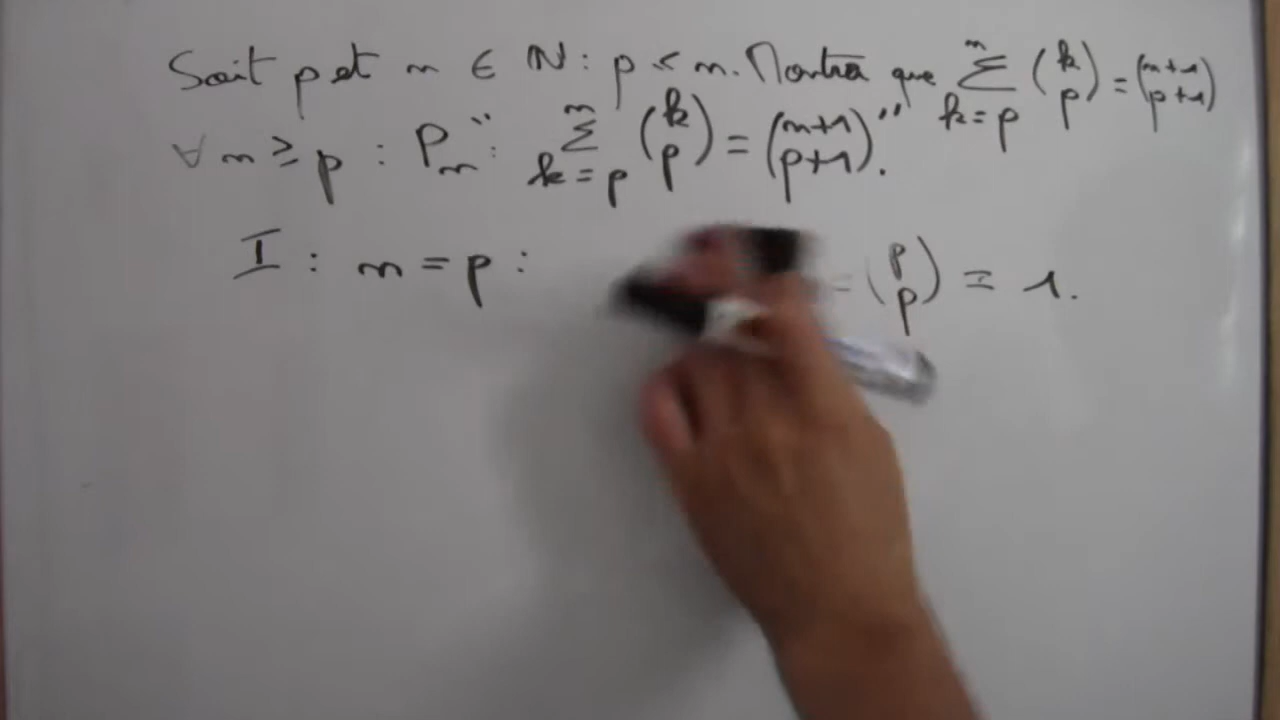 Soit p et n ∈ ℕ : p < n. Montrer que ∑_{k=p}^{n} (k p) = (n+1 p+1)
∀ n ≥ p : P_n : " ∑_{k=p}^{n} (k p) = (n+1 p+1) ".
I : n = p : = (p p) = 1.